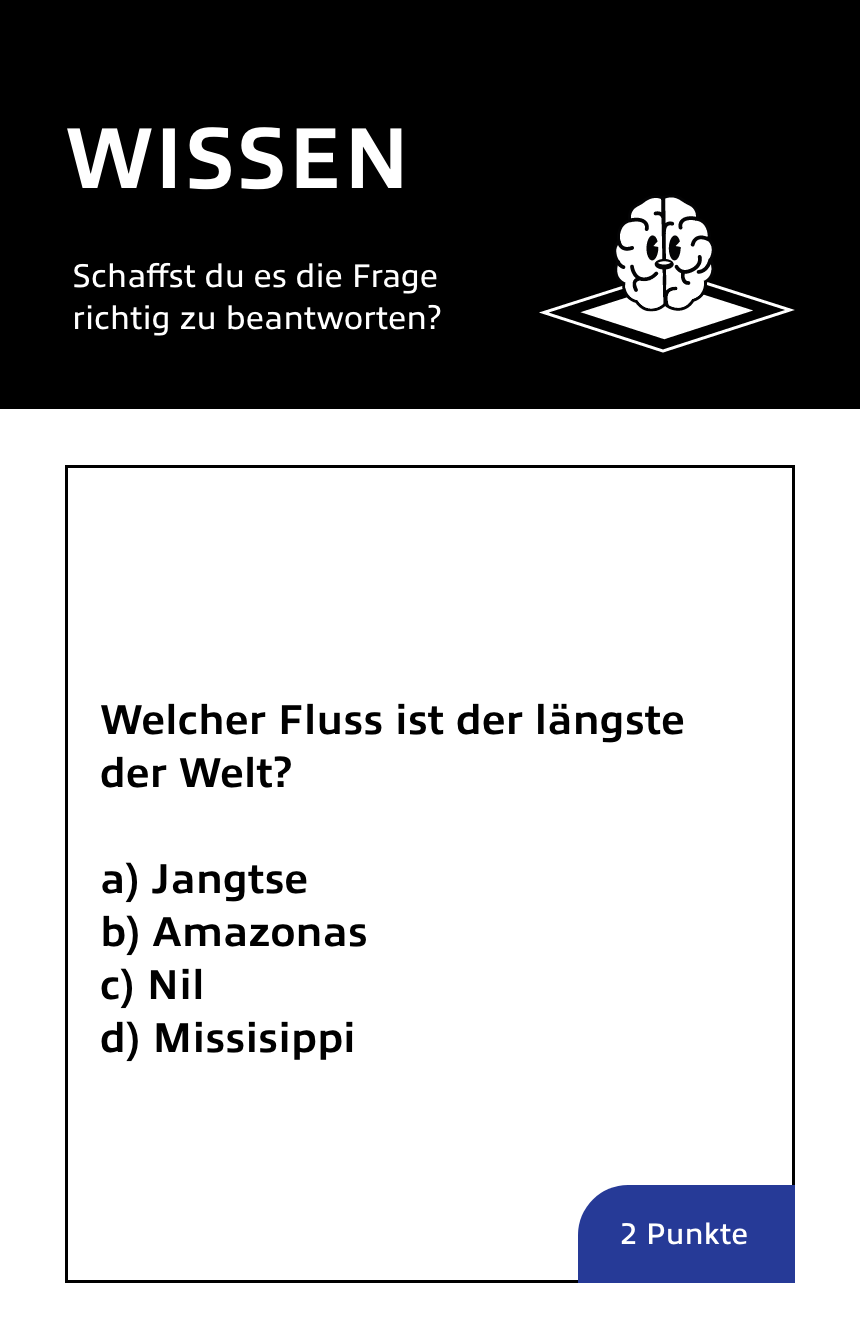 WISSEN
Schaffst du es die Frage
richtig zu beantworten?
Welcher Fluss ist der längste
der Welt?
a) Jangtse
b) Amazonas
c) Nil
d) Missisippi
2 Punkte